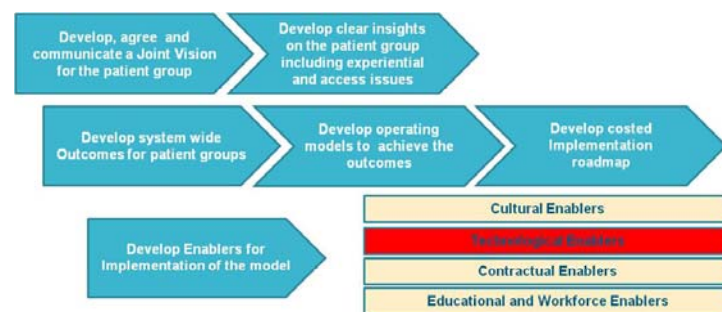 Develop, agree and
communicate a Joint Vision
for the patient group
Develop clear insights
on the patient group
including experiential
and access issues
Develop system wide
Outcomes for patient groups
Develop operating
models to achieve the
outcomes
Develop costed
Implementation
roadmap
Develop Enablers for
Implementation of the model
Cultural Enablers
Technological Enablers
Contractual Enablers
Educational and Workforce Enablers